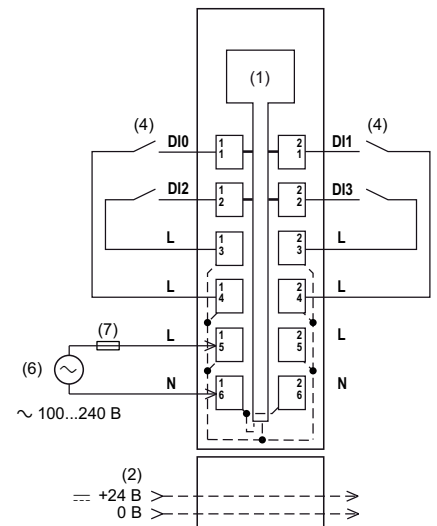 (1)
(4) (4)
DI0 1 1 2 1 DI1
DI2 1 2 2 2 DI3
L 1 3 2 3 L
L 1 4 2 4 L
(7) L 1 5 2 5 L
(6) N 1 6 2 6 N
~ 100...240 В
(2)
+24 В
0 В